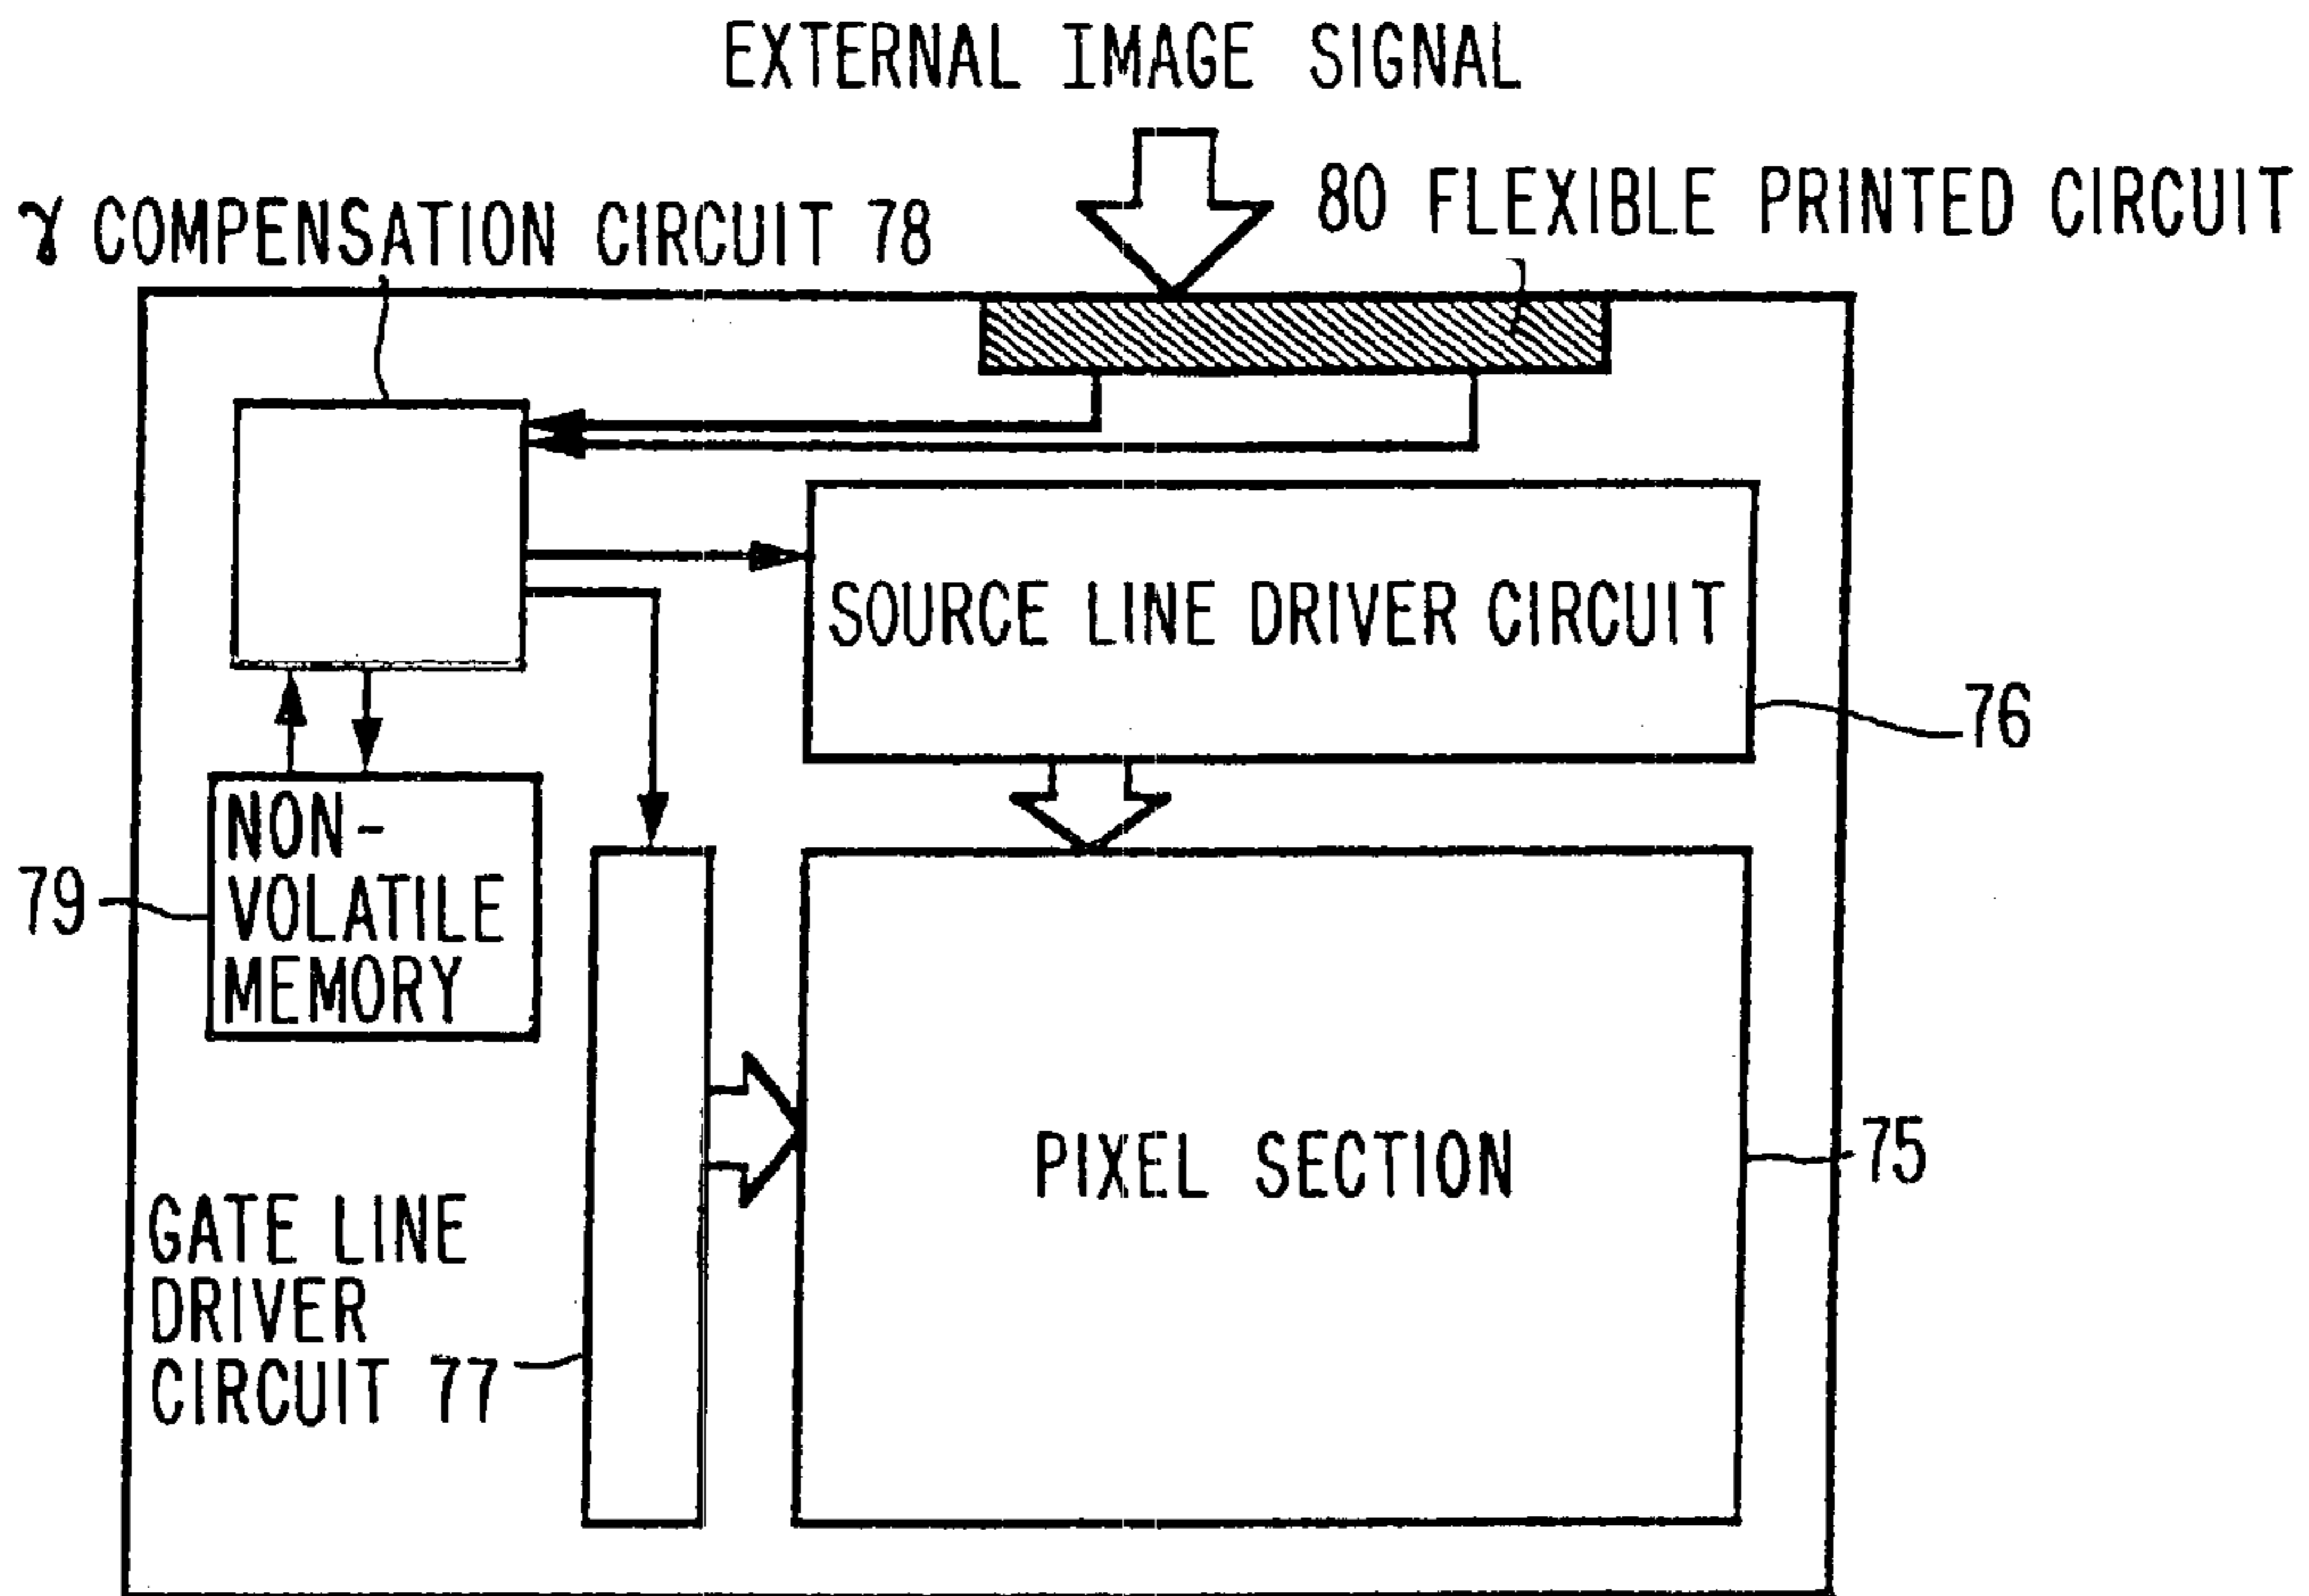 EXTERNAL IMAGE SIGNAL
80 FLEXIBLE PRINTED CIRCUIT
γ COMPENSATION CIRCUIT 78
SOURCE LINE DRIVER CIRCUIT
76
NON-
VOLATILE
MEMORY
79
PIXEL SECTION
75
GATE LINE
DRIVER
CIRCUIT 77